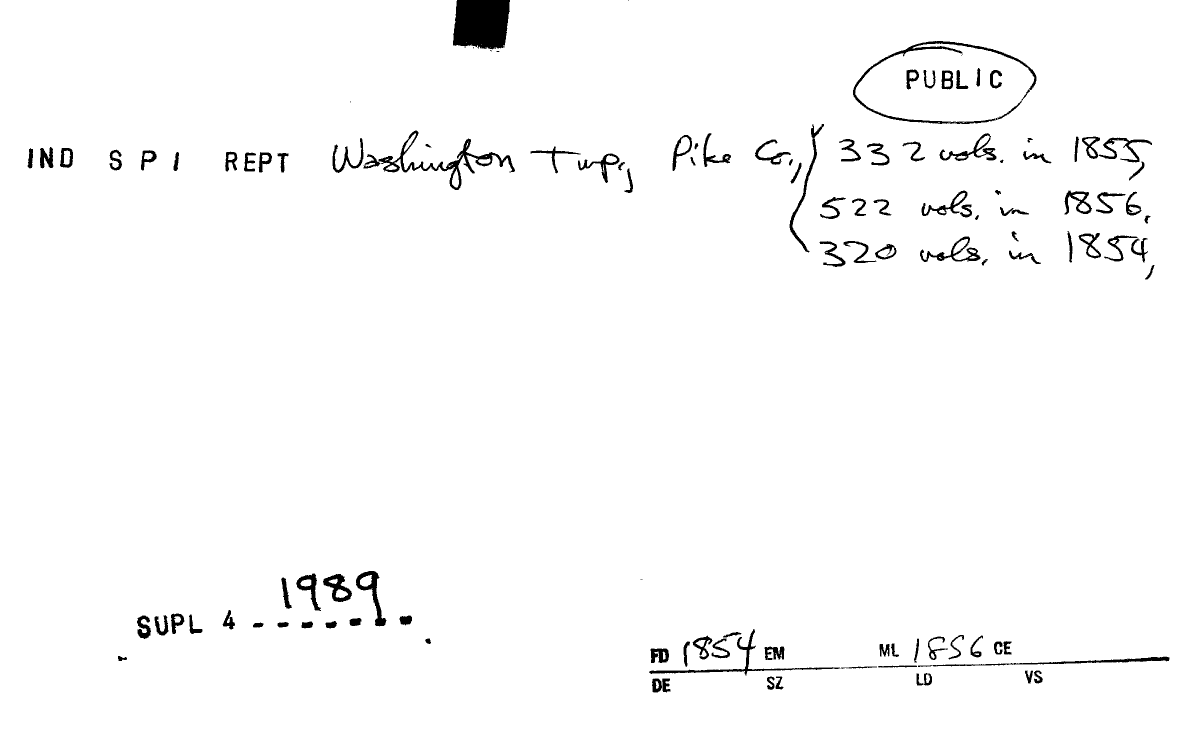 PUBLIC
IND S P I REPT Washington Twp., Pike Co., 332 vols. in 1855,
522 vols. in 1856.
320 vols. in 1854,
1989
SUPL 4 - - - - - - -
FD 1854 EM ML 1856 CE
DE SZ LD VS